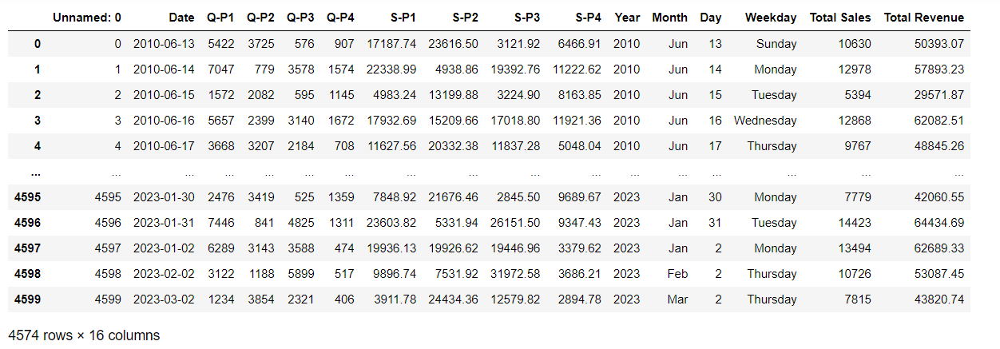 Unnamed: 0 Date Q-P1 Q-P2 Q-P3 Q-P4 S-P1 S-P2 S-P3 S-P4 Year Month Day Weekday Total Sales Total Revenue
0 0 2010-06-13 5422 3725 576 907 17187.74 23616.50 3121.92 6466.91 2010 Jun 13 Sunday 10630 50393.07
1 1 2010-06-14 7047 779 3578 1574 22338.99 4938.86 19392.76 11222.62 2010 Jun 14 Monday 12978 57893.23
2 2 2010-06-15 1572 2082 595 1145 4983.24 13199.88 3224.90 8163.85 2010 Jun 15 Tuesday 5394 29571.87
3 3 2010-06-16 5657 2399 3140 1672 17932.69 15209.66 17018.80 11921.36 2010 Jun 16 Wednesday 12868 62082.51
4 4 2010-06-17 3668 3207 2184 708 11627.56 20332.38 11837.28 5048.04 2010 Jun 17 Thursday 9767 48845.26
... ... ... ... ... ... ... ... ... ... ... ... ... ... ... ... ...
4595 4595 2023-01-30 2476 3419 525 1359 7848.92 21676.46 2845.50 9689.67 2023 Jan 30 Monday 7779 42060.55
4596 4596 2023-01-31 7446 841 4825 1311 23603.82 5331.94 26151.50 9347.43 2023 Jan 31 Tuesday 14423 64434.69
4597 4597 2023-01-02 6289 3143 3588 474 19936.13 19926.62 19446.96 3379.62 2023 Jan 2 Monday 13494 62689.33
4598 4598 2023-02-02 3122 1188 5899 517 9896.74 7531.92 31972.58 3686.21 2023 Feb 2 Thursday 10726 53087.45
4599 4599 2023-03-02 1234 3854 2321 406 3911.78 24434.36 12579.82 2894.78 2023 Mar 2 Thursday 7815 43820.74
4574 rows × 16 columns